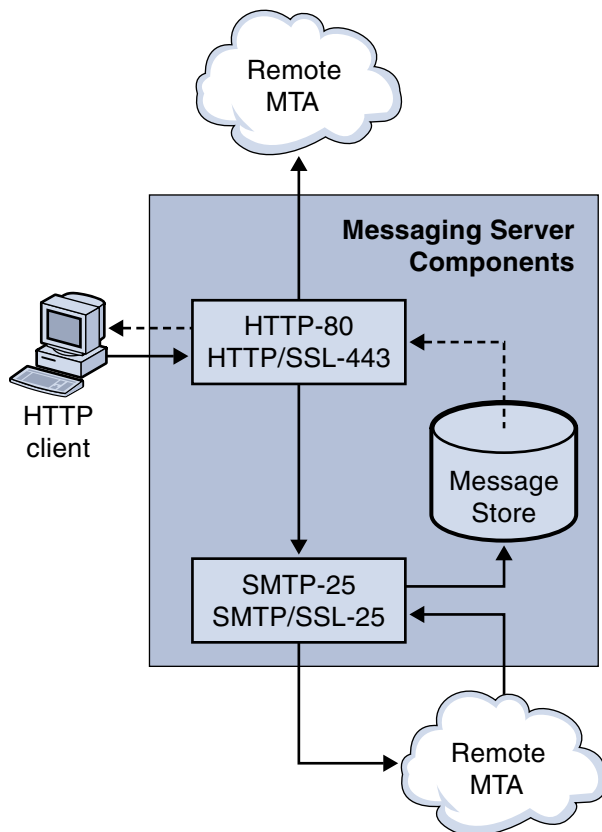 Remote
MTA
Messaging Server
Components
HTTP-80
HTTP/SSL-443
HTTP
client
Message
Store
SMTP-25
SMTP/SSL-25
Remote
MTA